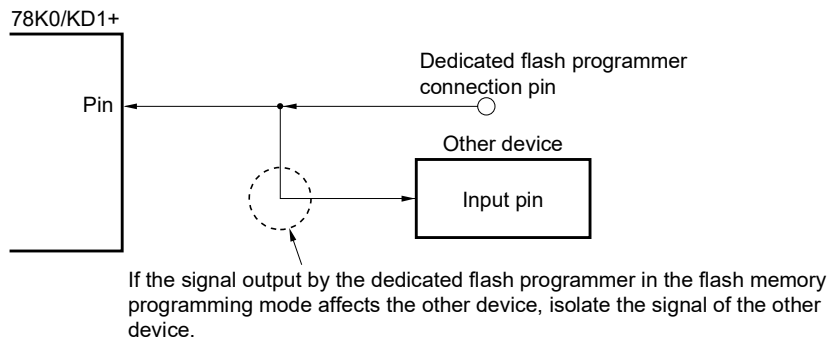 78K0/KD1+
Dedicated flash programmer
connection pin
Pin
Other device
Input pin
If the signal output by the dedicated flash programmer in the flash memory
programming mode affects the other device, isolate the signal of the other
device.